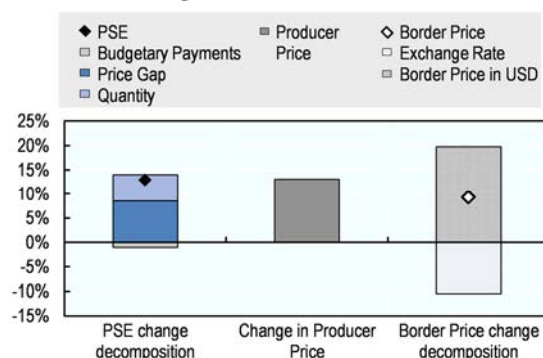 PSE
Producer Price
Border Price
Budgetary Payments
Exchange Rate
Price Gap
Border Price in USD
Quantity
25%
20%
15%
10%
5%
0%
-5%
-10%
-15%
PSE change
decomposition
Change in Producer
Price
Border Price change
decomposition